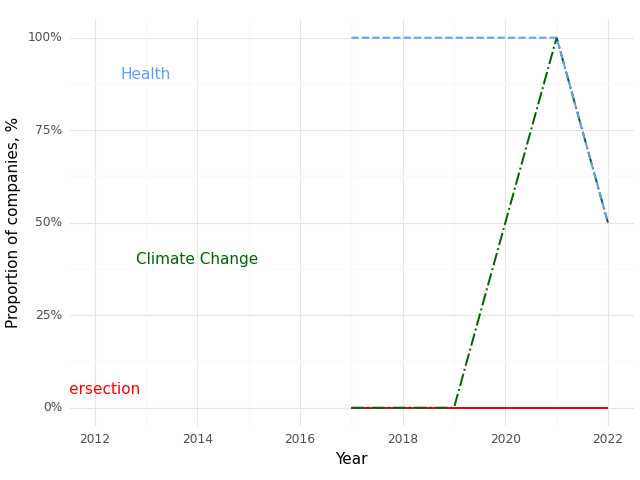 100%
Health
75%
50%
Climate Change
25%
ersection
0%
2012 2014 2016 2018 2020 2022
Year
Proportion of companies, %